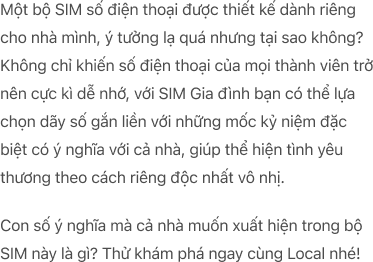 Một bộ SIM số điện thoại được thiết kế dành riêng
cho nhà mình, ý tưởng lạ quá nhưng tại sao không?
Không chỉ khiến số điện thoại của mọi thành viên trở
nên cực kì dễ nhớ, với SIM Gia đình bạn có thể lựa
chọn dãy số gắn liền với những mốc kỷ niệm đặc
biệt có ý nghĩa với cả nhà, giúp thể hiện tình yêu
thương theo cách riêng độc nhất vô nhị.
Con số ý nghĩa mà cả nhà muốn xuất hiện trong bộ
SIM này là gì? Thử khám phá ngay cùng Local nhé!